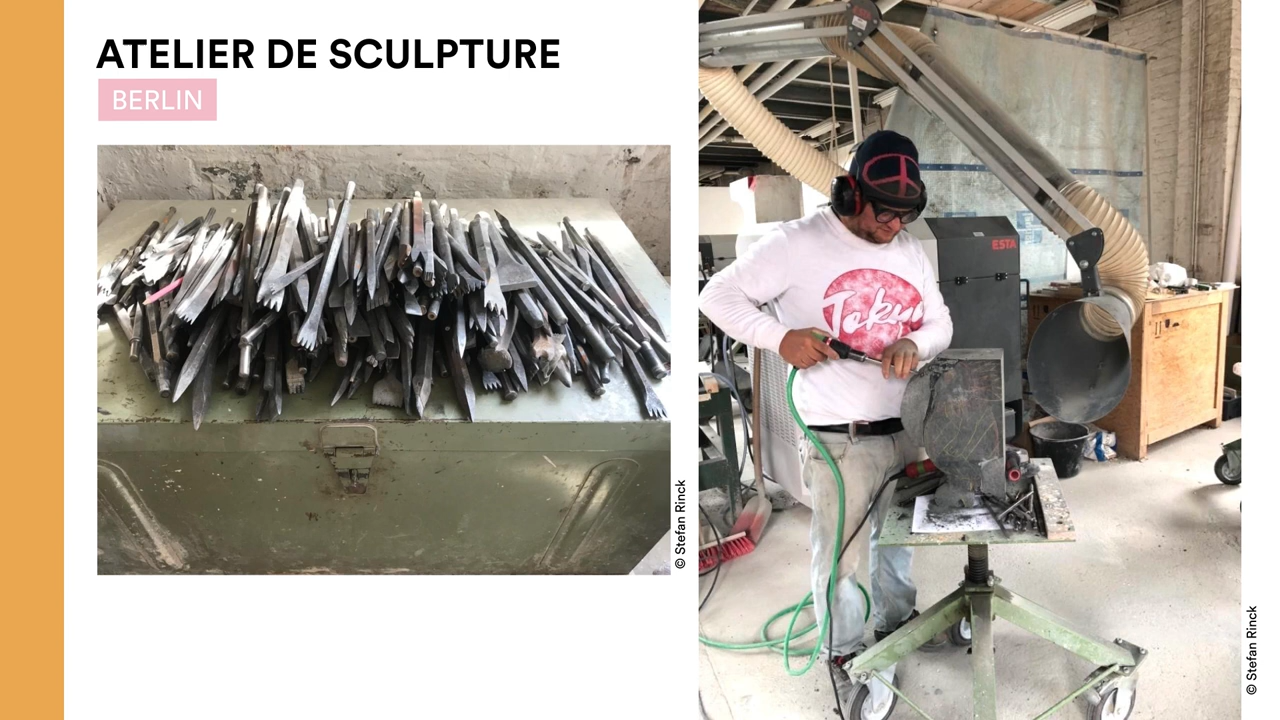 ATELIER DE SCULPTURE
BERLIN
© Stefan Rinck
ESTA
© Stefan Rinck